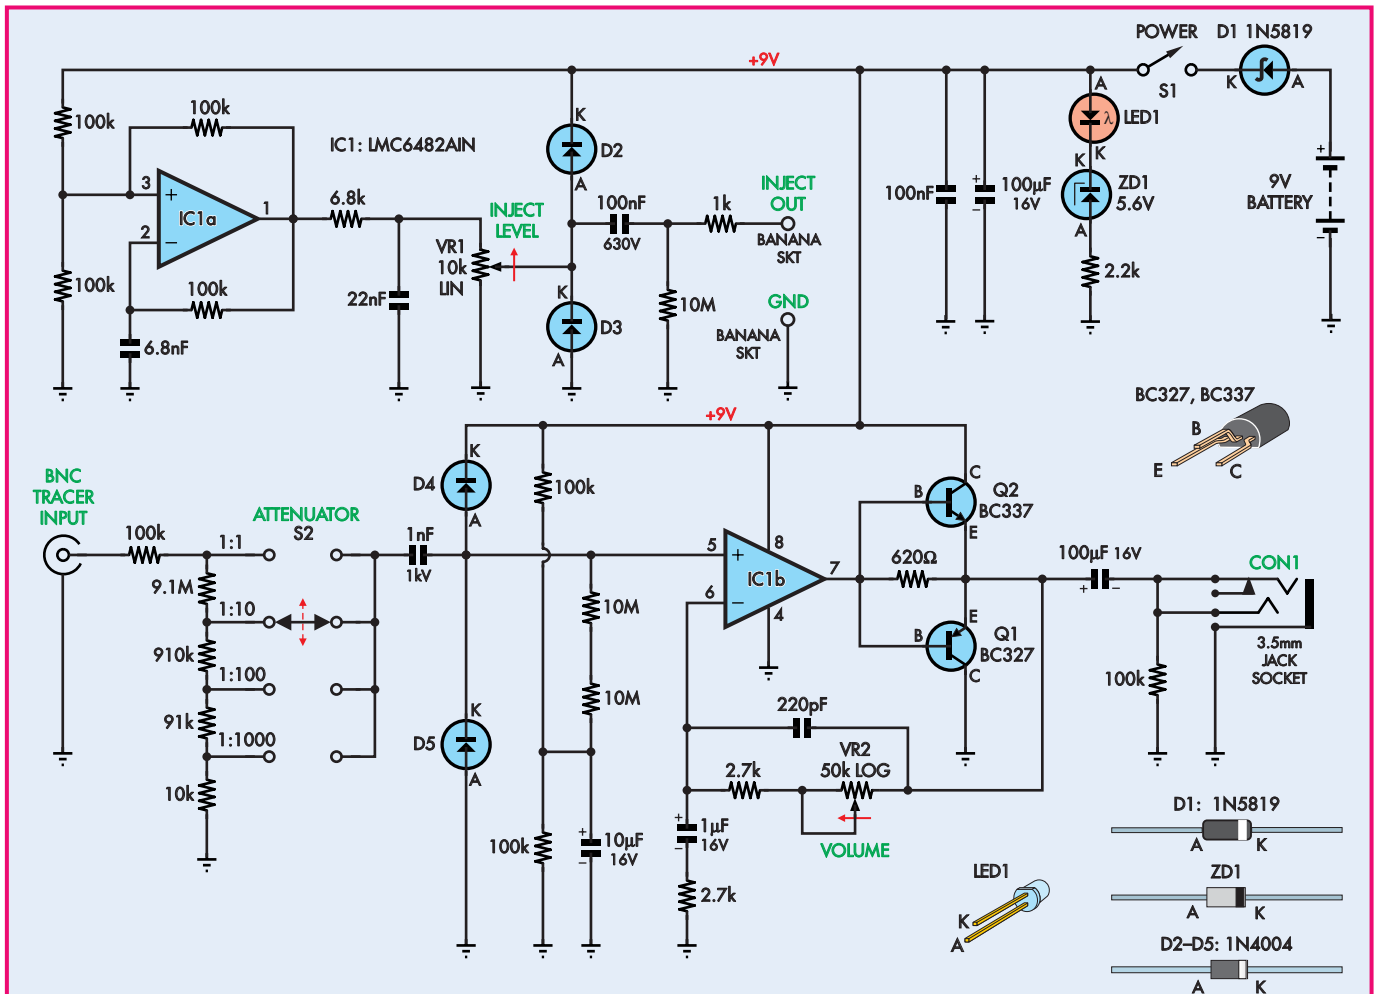 POWER
D1 1N5819
+9V
S1
K
A
A
LED1
λ
K
100k
100k
IC1: LMC6482AIN
K
D2
A
3
+
IC1a
1
2
−
6.8k
INJECT
LEVEL
100nF
630V
1k
INJECT
OUT
BANANA
SKT
100nF
+
100µF
−
16V
K
ZD1
5.6V
A
2.2k
+
9V
BATTERY
−
100k
100k
22nF
VR1
10k
LIN
K
D3
A
10M
GND
BANANA
SKT
6.8nF
BC327, BC337
B
E
C
+9V
BNC
TRACER
INPUT
ATTENUATOR
S2
100k
1:1
9.1M
1:10
910k
1:100
91k
1:1000
10k
1nF
1kV
K
D4
A
100k
K
D5
A
10M
10M
100k
+
10µF
−
16V
5
+
8
IC1b
7
6
−
4
620Ω
C
B
Q2
BC337
E
E
B
Q1
BC327
C
100µF 16V
+
−
CON1
3.5mm
JACK
SOCKET
100k
220pF
2.7k
VR2
50k LOG
+
1µF
−
16V
VOLUME
2.7k
LED1
K
A
D1: 1N5819
A
K
ZD1
A
K
D2–D5: 1N4004
A
K